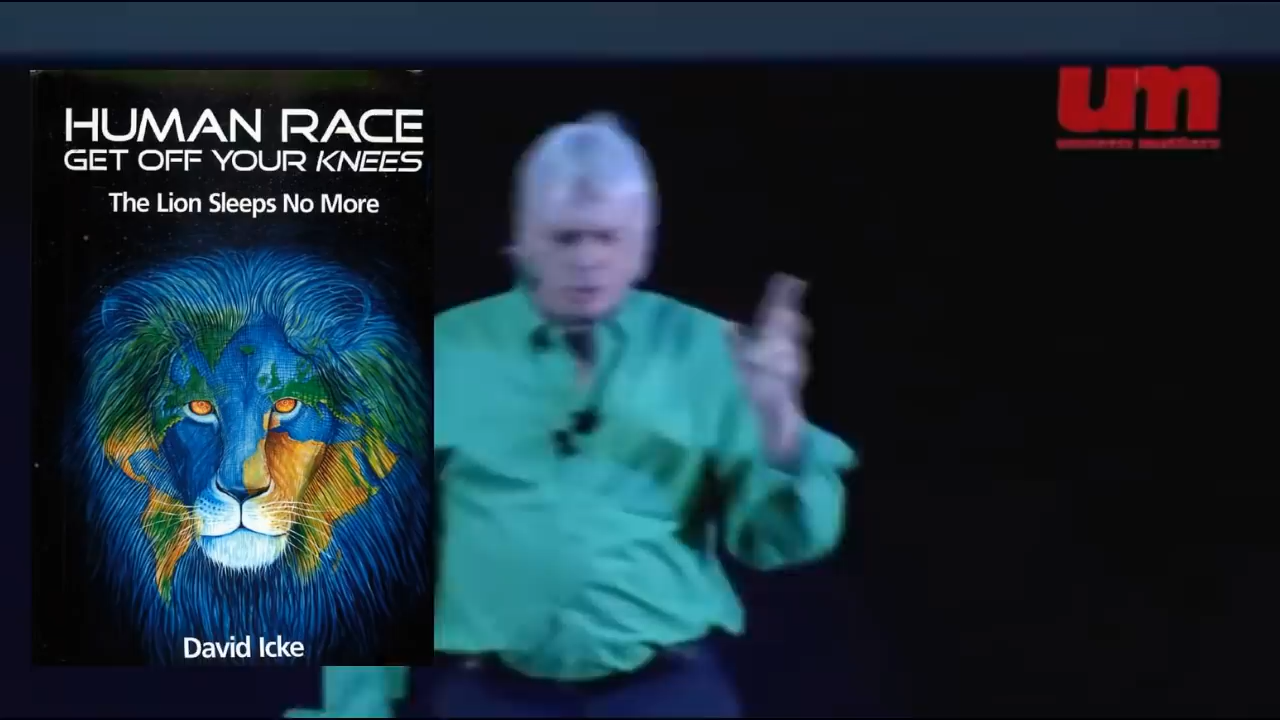 HUMAN RACE
GET OFF YOUR KNEES
The Lion Sleeps No More
David Icke
um